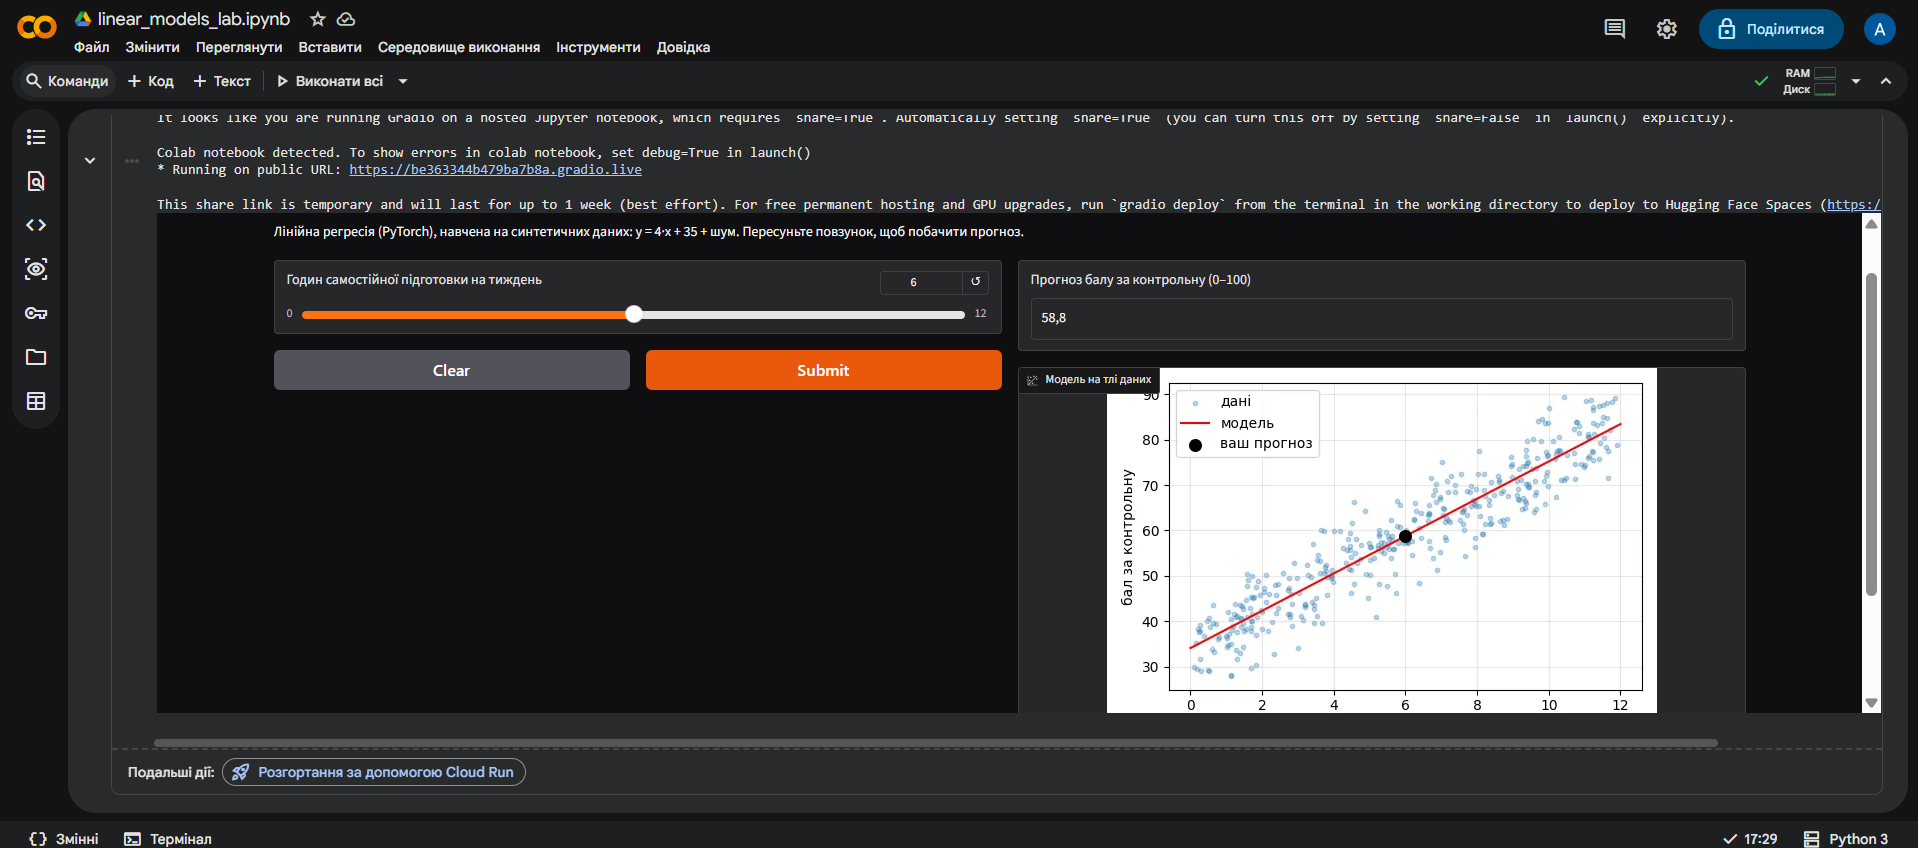 linear_models_lab.ipynb
Файл Змінити Переглянути Вставити Середовище виконання Інструменти Довідка
Поділитися
A
Команди + Код + Текст Виконати всі
RAM
Диск
It looks like you are running Gradio on a hosted Jupyter notebook, which requires `share=True`. Automatically setting `share=True` (you can turn this off by setting `share=False` in `launch()` explicitly).
Colab notebook detected. To show errors in colab notebook, set debug=True in launch()
* Running on public URL: https://be363344b479ba7b8a.gradio.live
This share link is temporary and will last for up to 1 week (best effort). For free permanent hosting and GPU upgrades, run `gradio deploy` from the terminal in the working directory to deploy to Hugging Face Spaces (https:/
Лінійна регресія (PyTorch), навчена на синтетичних даних: y = 4·x + 35 + шум. Пересуньте повзунок, щоб побачити прогноз.
Годин самостійної підготовки на тиждень
6
0
12
Clear
Submit
Прогноз балу за контрольну (0–100)
58,8
Модель на тлі даних
дані
модель
ваш прогноз
бал за контрольну
90
80
70
60
50
40
30
0 2 4 6 8 10 12
Подальші дії: Розгортання за допомогою Cloud Run
{} Змінні Термінал
17:29 Python 3